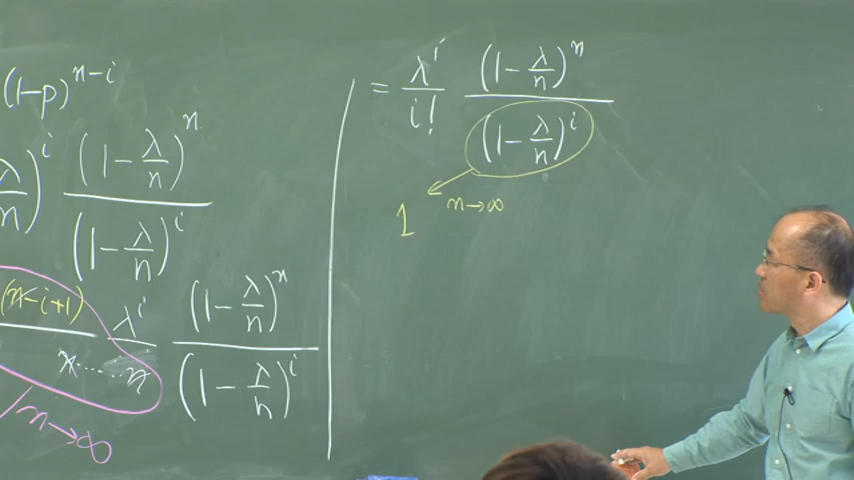 (1-p)^{n-i}
λ/n)^i (1-λ/n)^n / (1-λ/n)^i
(n-i+1) / n……n λ^i (1-λ/n)^n / (1-λ/n)^i
n→∞
= λ^i / i! (1-λ/n)^n / (1-λ/n)^i
1 n→∞